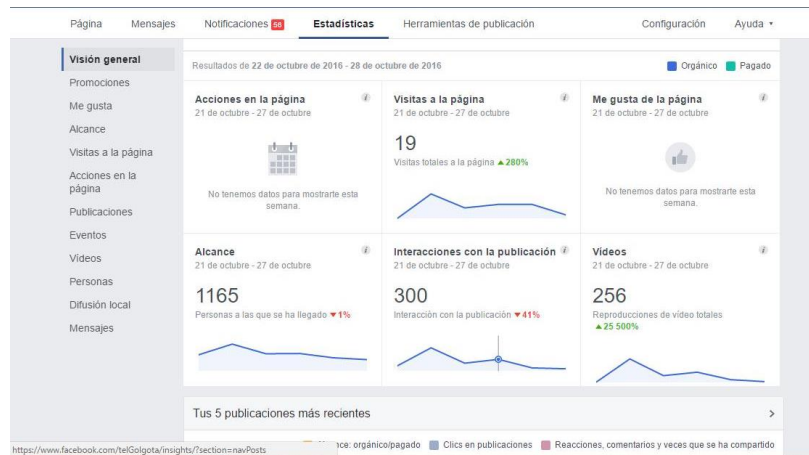 Página Mensajes Notificaciones 56 Estadísticas Herramientas de publicación Configuración Ayuda
Visión general
Promociones
Me gusta
Alcance
Visitas a la página
Acciones en la
página
Publicaciones
Eventos
Vídeos
Personas
Difusión local
Mensajes
Resultados de 22 de octubre de 2016 - 28 de octubre de 2016 Orgánico Pagado
Acciones en la página
21 de octubre - 27 de octubre
No tenemos datos para mostrarte esta
semana.
Visitas a la página
21 de octubre - 27 de octubre
19
Visitas totales a la página ▲280%
Me gusta de la página
21 de octubre - 27 de octubre
No tenemos datos para mostrarte esta
semana.
Alcance
21 de octubre - 27 de octubre
1165
Personas a las que se ha llegado ▼1%
Interacciones con la publicación
21 de octubre - 27 de octubre
300
Interacción con la publicación ▼41%
Vídeos
21 de octubre - 27 de octubre
256
Reproducciones de vídeo totales
▲25 500%
Tus 5 publicaciones más recientes
orgánico/pagado Clics en publicaciones Reacciones, comentarios y veces que se ha compartido
https://www.facebook.com/telGolgota/insights/?section=navPosts